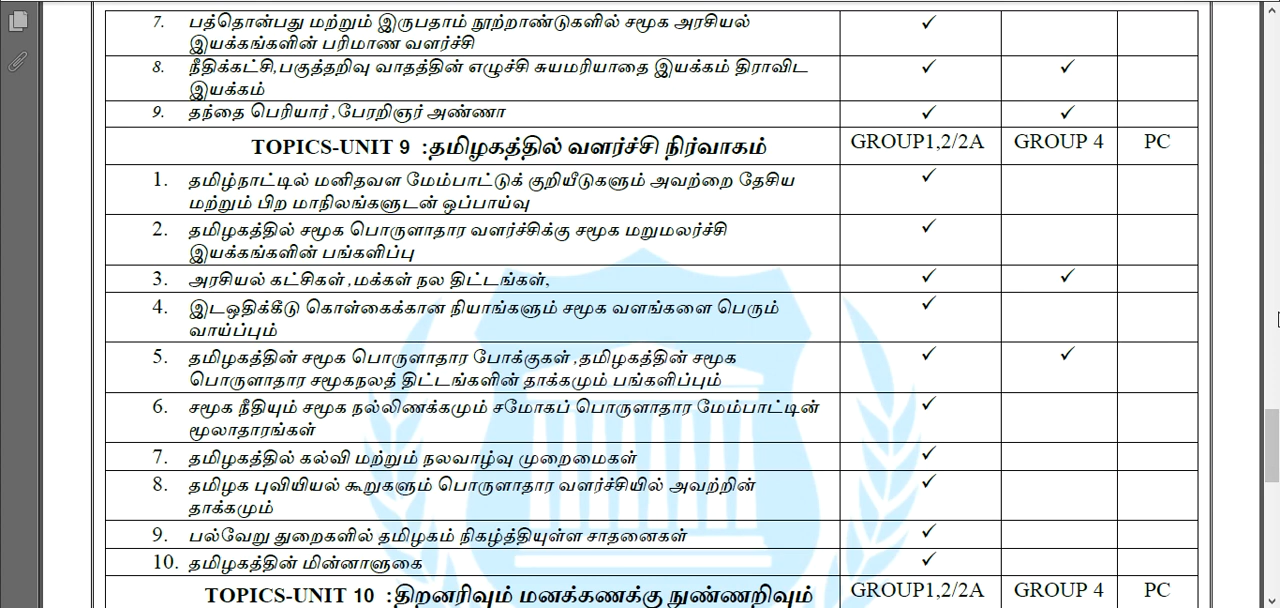 7. பத்தொன்பது மற்றும் இருபதாம் நூற்றாண்டுகளில் சமூக அரசியல் ✓
இயக்கங்களின் பரிமாண வளர்ச்சி
8. நீதிக்கட்சி,பகுத்தறிவு வாதத்தின் எழுச்சி சுயமரியாதை இயக்கம் திராவிட ✓ ✓
இயக்கம்
9. தந்தை பெரியார் ,பேரறிஞர் அண்ணா ✓ ✓
TOPICS-UNIT 9 :தமிழகத்தில் வளர்ச்சி நிர்வாகம் GROUP1,2/2A GROUP 4 PC
1. தமிழ்நாட்டில் மனிதவள மேம்பாட்டுக் குறியீடுகளும் அவற்றை தேசிய ✓
மற்றும் பிற மாநிலங்களுடன் ஒப்பாய்வு
2. தமிழகத்தில் சமூக பொருளாதார வளர்ச்சிக்கு சமூக மறுமலர்ச்சி ✓
இயக்கங்களின் பங்களிப்பு
3. அரசியல் கட்சிகள் ,மக்கள் நல திட்டங்கள், ✓ ✓
4. இடஒதிக்கீடு கொள்கைக்கான நியாங்களும் சமூக வளங்களை பெரும் ✓
வாய்ப்பும்
5. தமிழகத்தின் சமூக பொருளாதார போக்குகள் ,தமிழகத்தின் சமூக ✓ ✓
பொருளாதார சமூகநலத் திட்டங்களின் தாக்கமும் பங்களிப்பும்
6. சமூக நீதியும் சமூக நல்லிணக்கமும் சமோகப் பொருளாதார மேம்பாட்டின் ✓
மூலாதாரங்கள்
7. தமிழகத்தில் கல்வி மற்றும் நலவாழ்வு முறைமைகள் ✓
8. தமிழக புவியியல் கூறுகளும் பொருளாதார வளர்ச்சியில் அவற்றின் ✓
தாக்கமும்
9. பல்வேறு துறைகளில் தமிழகம் நிகழ்த்தியுள்ள சாதனைகள் ✓
10. தமிழகத்தின் மின்னாளுகை ✓
TOPICS-UNIT 10 :திறனரிவும் மனக்கணக்கு நுண்ணறிவும் GROUP1,2/2A GROUP 4 PC